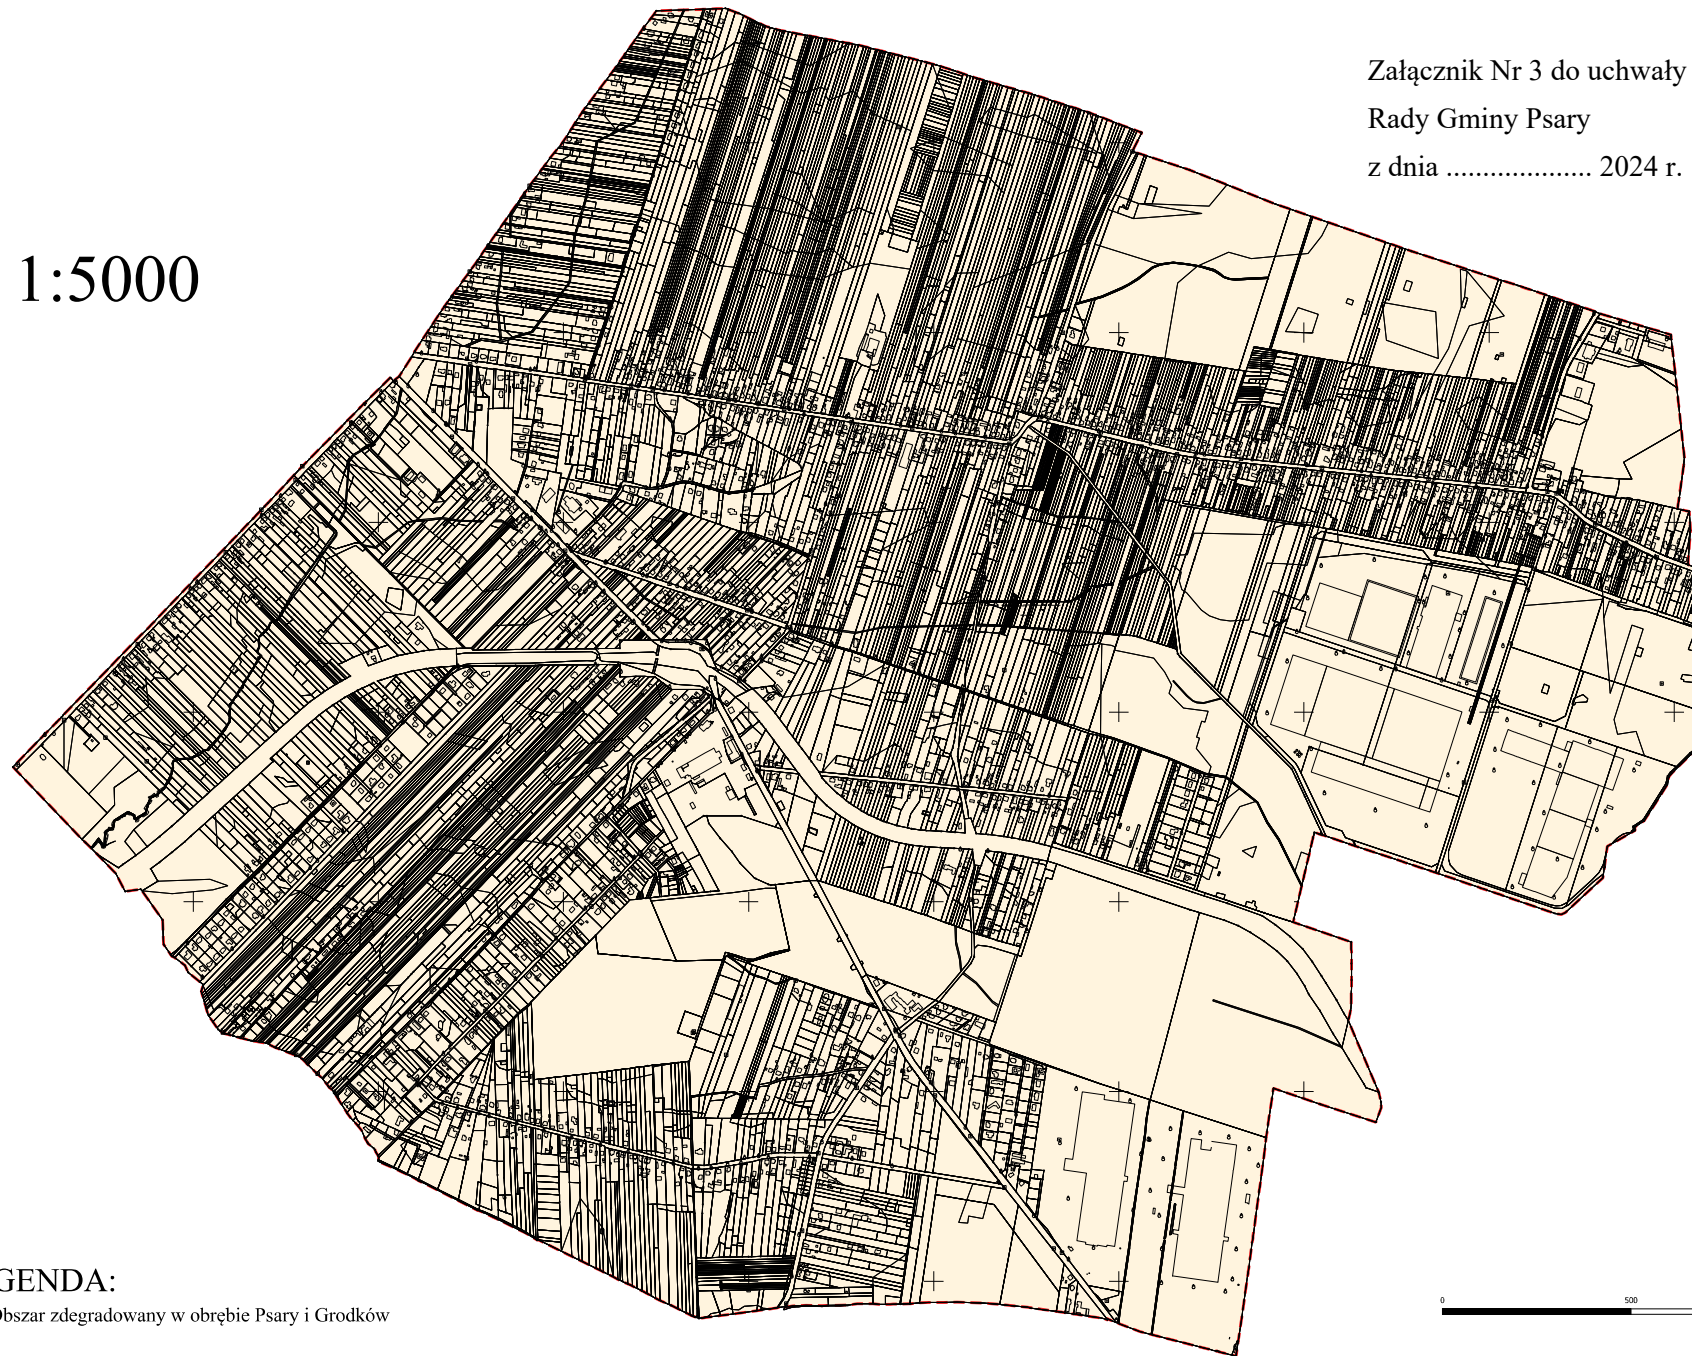 Załącznik Nr 3 do uchwały
Rady Gminy Psary
z dnia .................... 2024 r.
1:5000
GENDA:
Obszar zdegradowany w obrębie Psary i Grodków
0 500